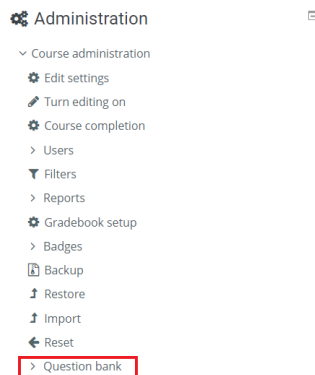 Administration
Course administration
Edit settings
Turn editing on
Course completion
Users
Filters
Reports
Gradebook setup
Badges
Backup
Restore
Import
Reset
Question bank